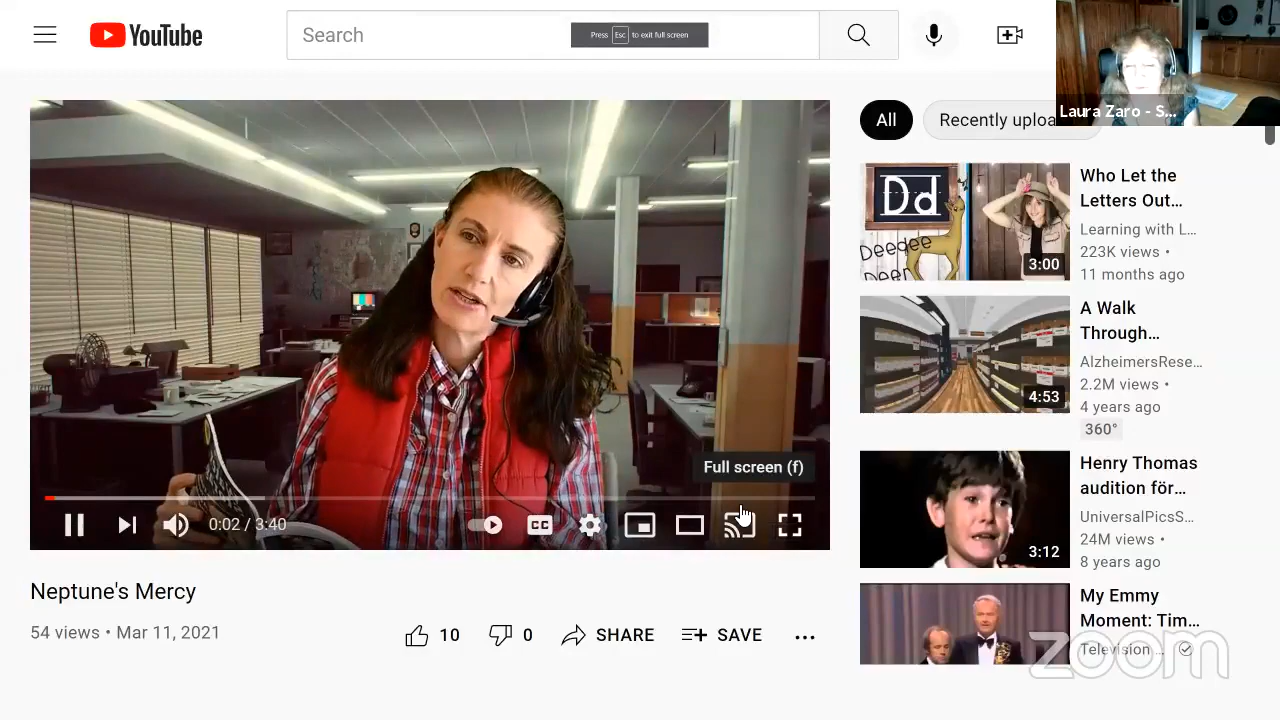 YouTube
Search
Press Esc to exit full screen
Laura Zaro - S...
All
Recently uploa
Full screen (f)
0:02 / 3:40
CC
Neptune's Mercy
54 views • Mar 11, 2021
10
0
SHARE
SAVE
Dd
Deedee
Deer
3:00
Who Let the
Letters Out...
Learning with L...
223K views •
11 months ago
4:53
A Walk
Through...
AlzheimersRese...
2.2M views •
4 years ago
360°
3:12
Henry Thomas
audition för...
UniversalPicsS...
24M views •
8 years ago
My Emmy
Moment: Tim...
Television ...
zoom